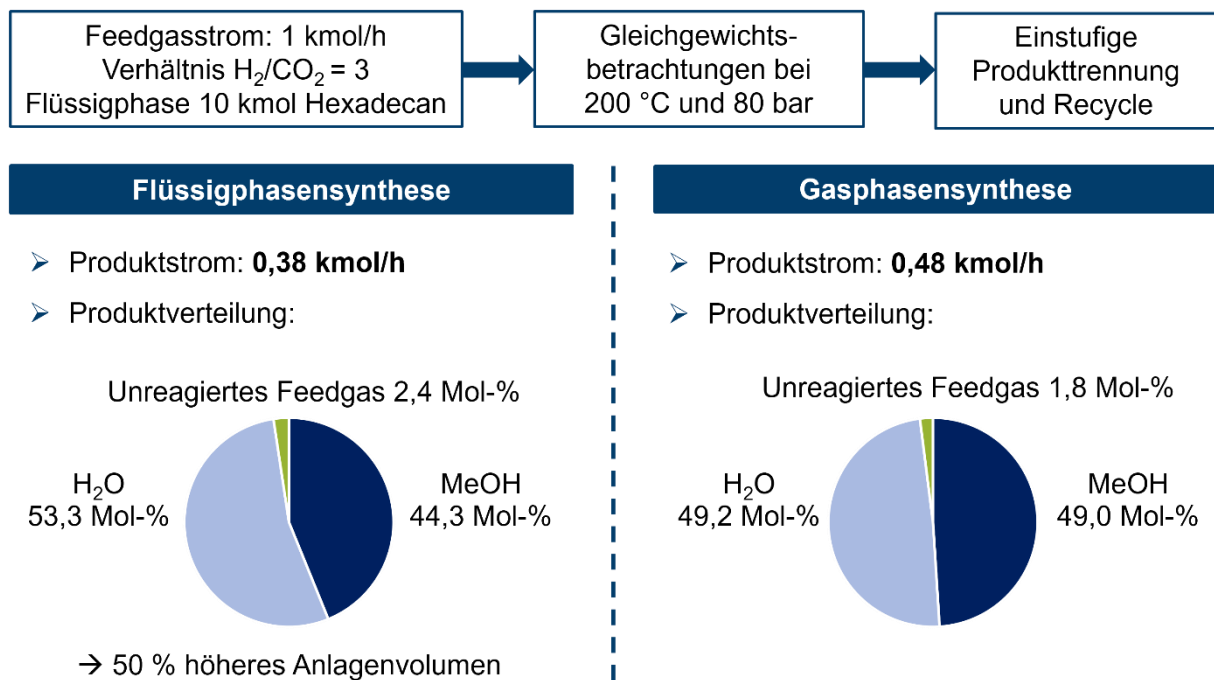 Feedgasstrom: 1 kmol/h
Verhältnis H₂/CO₂ = 3
Flüssigphase 10 kmol Hexadecan
Gleichgewichts-
betrachtungen bei
200 °C und 80 bar
Einstufige
Produkttrennung
und Recycle
Flüssigphasensynthese
➢ Produktstrom: 0,38 kmol/h
➢ Produktverteilung:
Unreagiertes Feedgas 2,4 Mol-%
H₂O
53,3 Mol-%
MeOH
44,3 Mol-%
→ 50 % höheres Anlagenvolumen
Gasphasensynthese
➢ Produktstrom: 0,48 kmol/h
➢ Produktverteilung:
Unreagiertes Feedgas 1,8 Mol-%
H₂O
49,2 Mol-%
MeOH
49,0 Mol-%